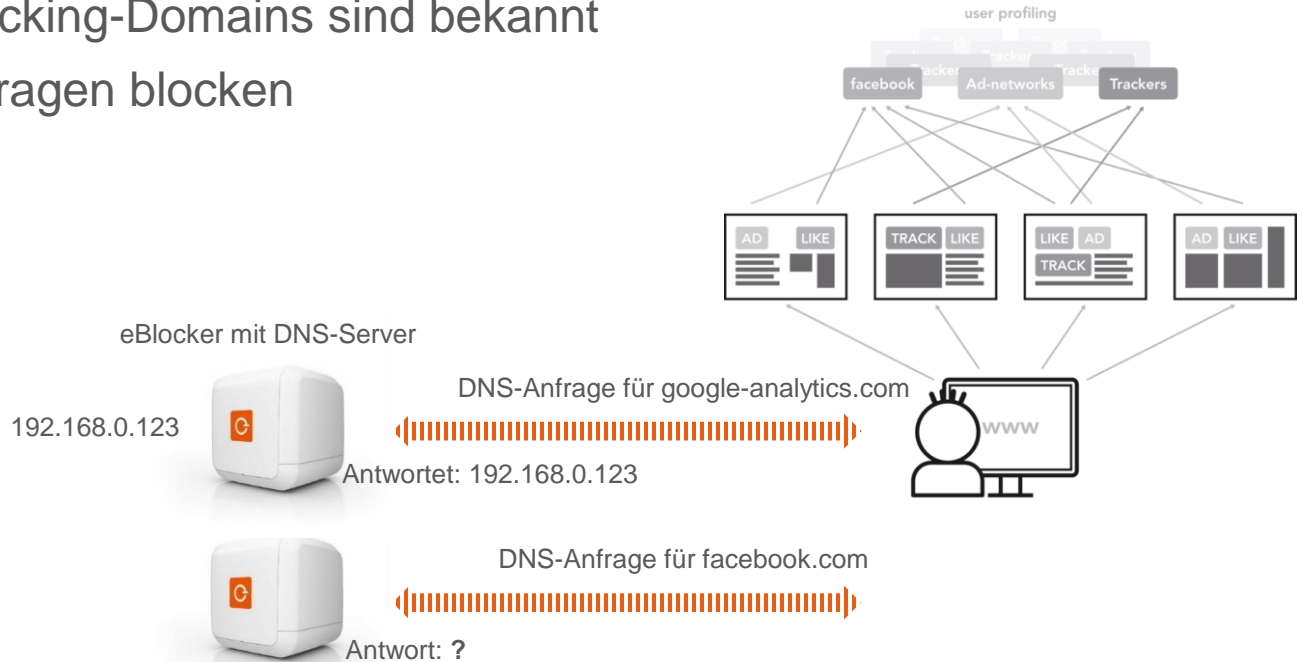 cking-Domains sind bekannt
ragen blocken
user profiling
facebook
Ad-networks
Trackers
AD LIKE
TRACK LIKE
LIKE AD
TRACK
AD LIKE
www
eBlocker mit DNS-Server
DNS-Anfrage für google-analytics.com
192.168.0.123
Antwortet: 192.168.0.123
DNS-Anfrage für facebook.com
Antwort: ?